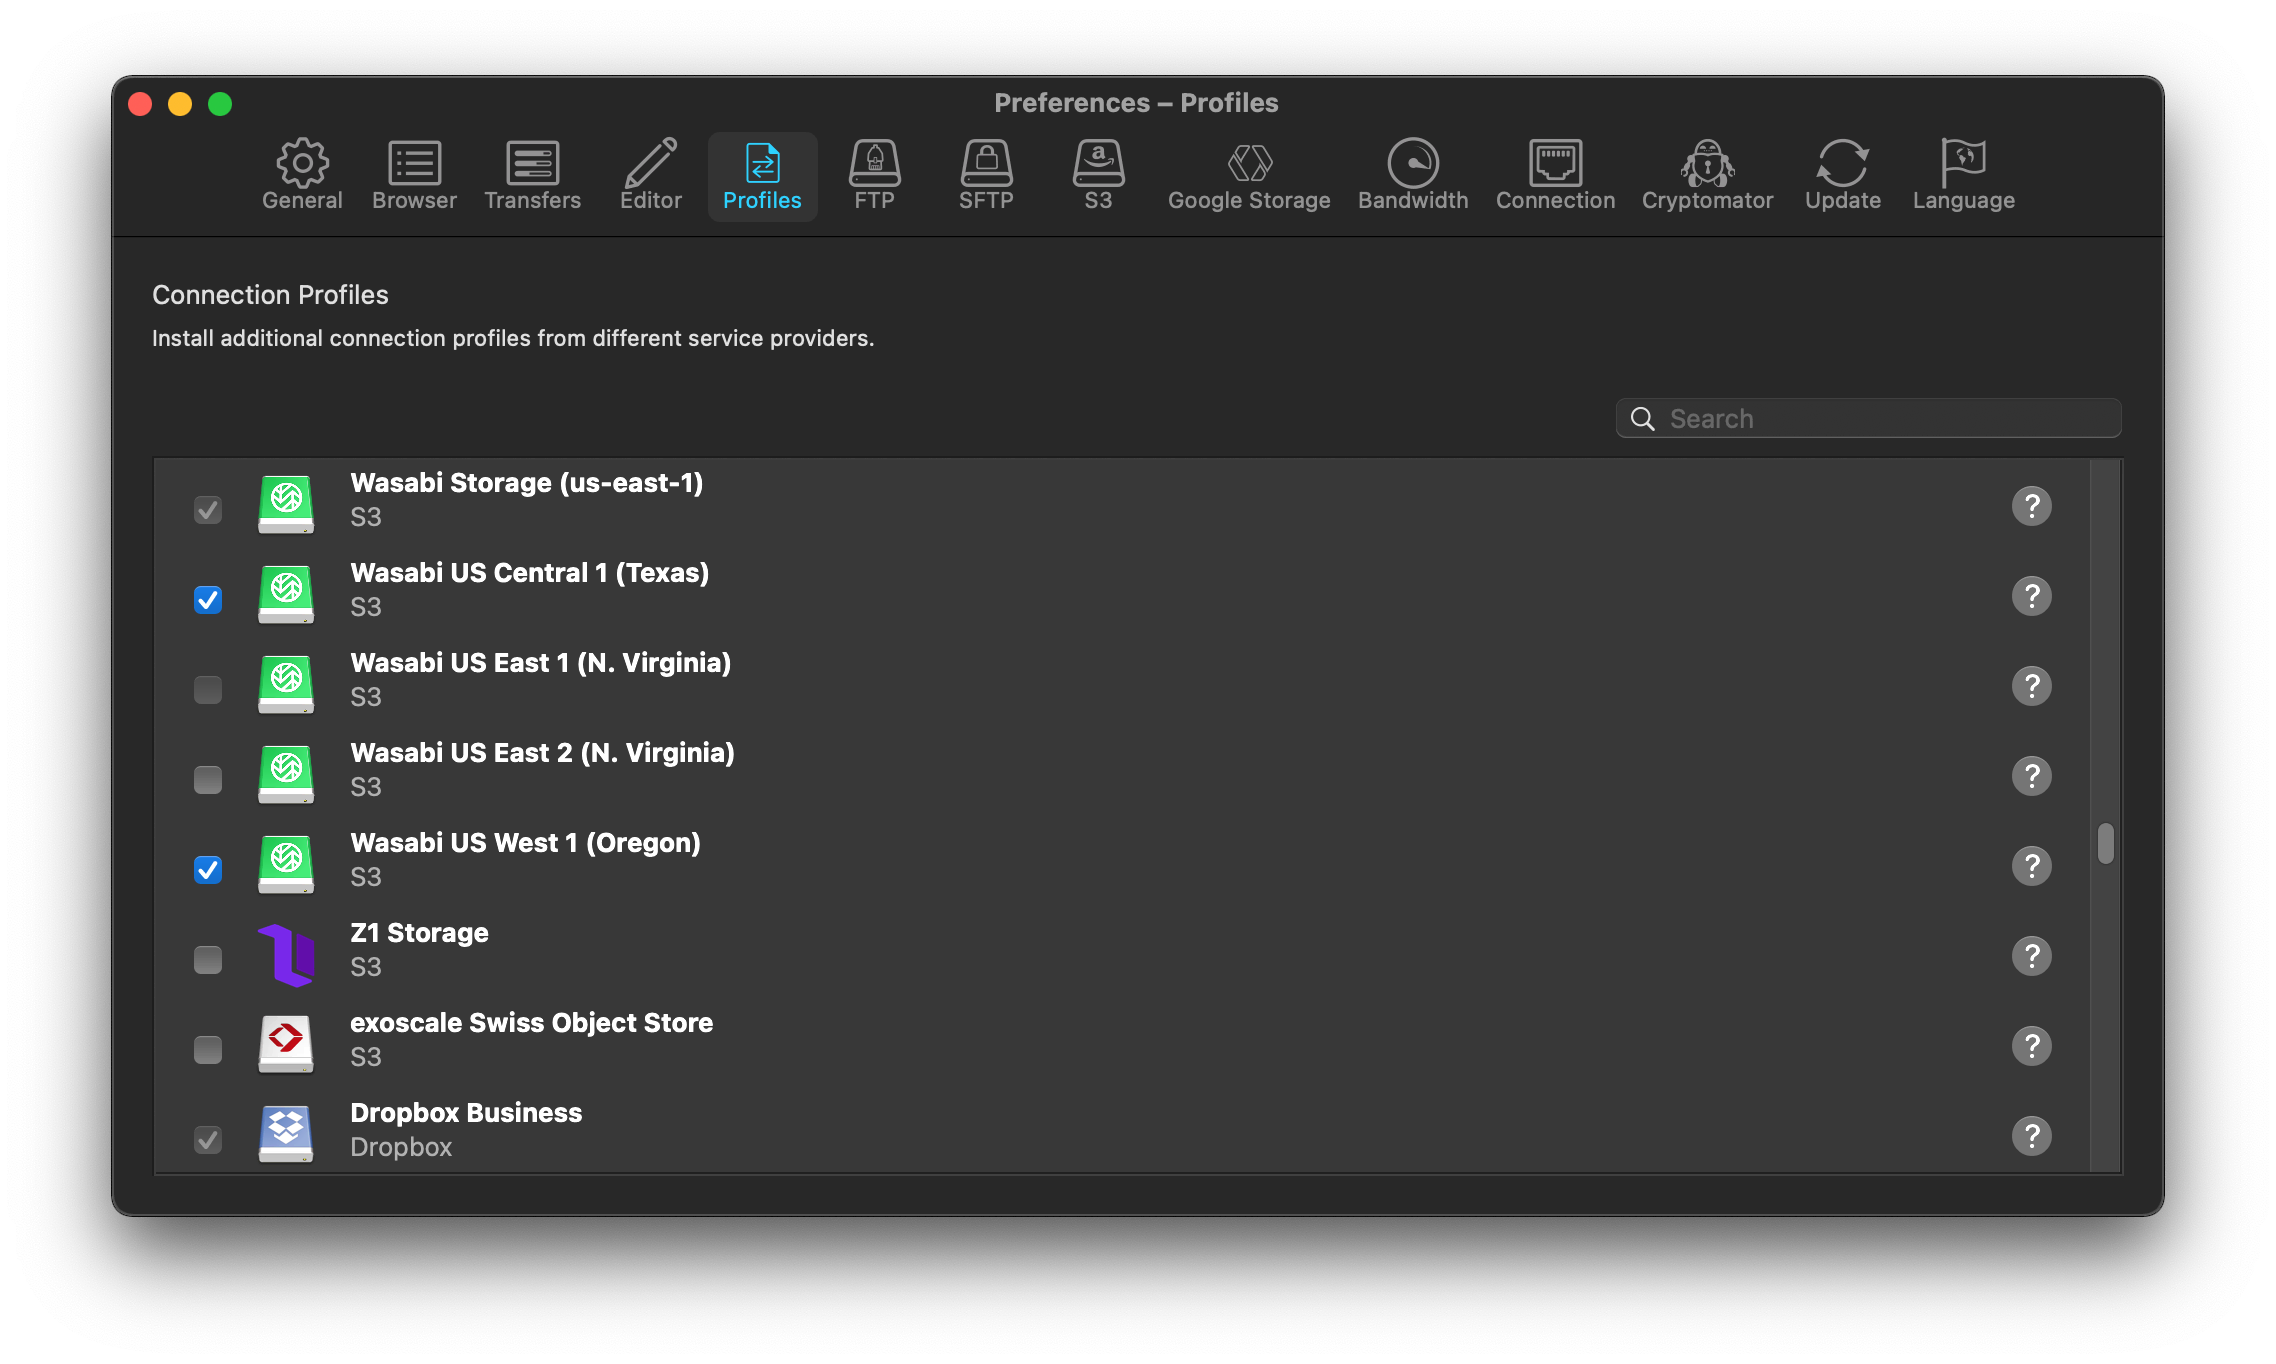 Preferences – Profiles
General
Browser
Transfers
Editor
Profiles
FTP
SFTP
S3
Google Storage
Bandwidth
Connection
Cryptomator
Update
Language
Connection Profiles
Install additional connection profiles from different service providers.
Search
Wasabi Storage (us-east-1)
S3
?
Wasabi US Central 1 (Texas)
S3
?
Wasabi US East 1 (N. Virginia)
S3
?
Wasabi US East 2 (N. Virginia)
S3
?
Wasabi US West 1 (Oregon)
S3
?
Z1 Storage
S3
?
exoscale Swiss Object Store
S3
?
Dropbox Business
Dropbox
?